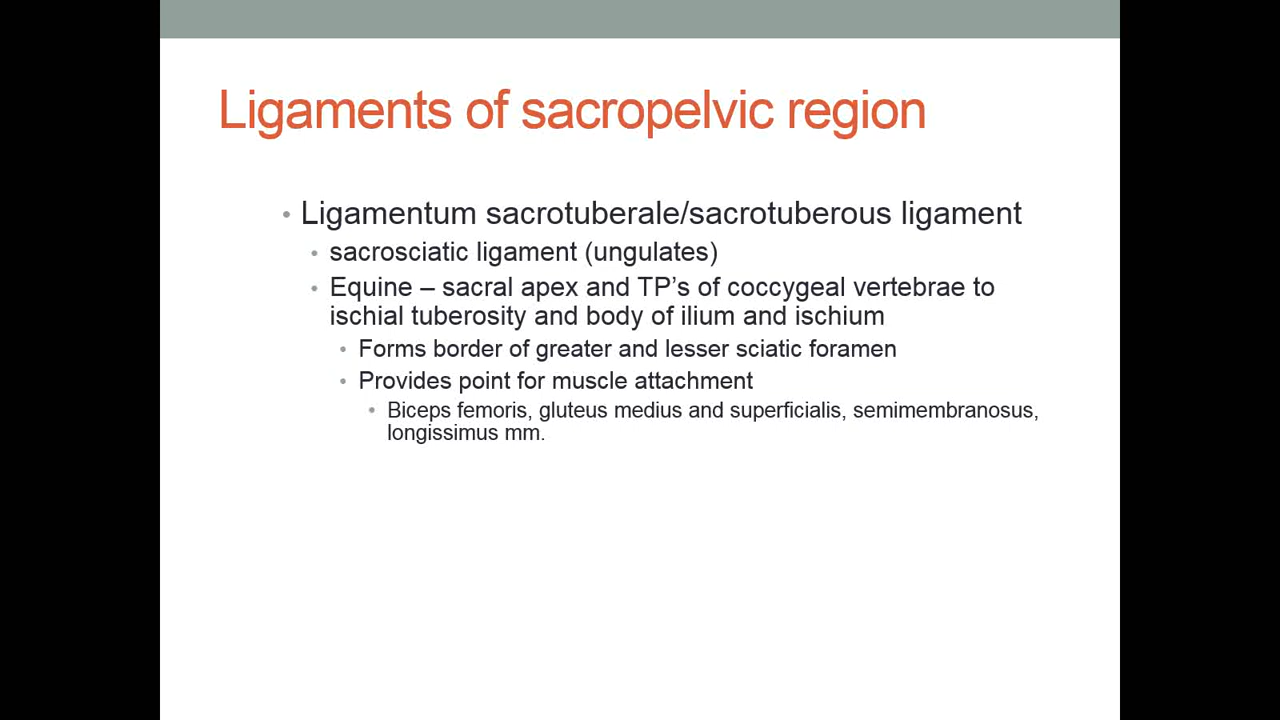 Ligaments of sacropelvic region
• Ligamentum sacrotuberale/sacrotuberous ligament
• sacrosciatic ligament (ungulates)
• Equine – sacral apex and TP’s of coccygeal vertebrae to
ischial tuberosity and body of ilium and ischium
• Forms border of greater and lesser sciatic foramen
• Provides point for muscle attachment
• Biceps femoris, gluteus medius and superficialis, semimembranosus,
longissimus mm.